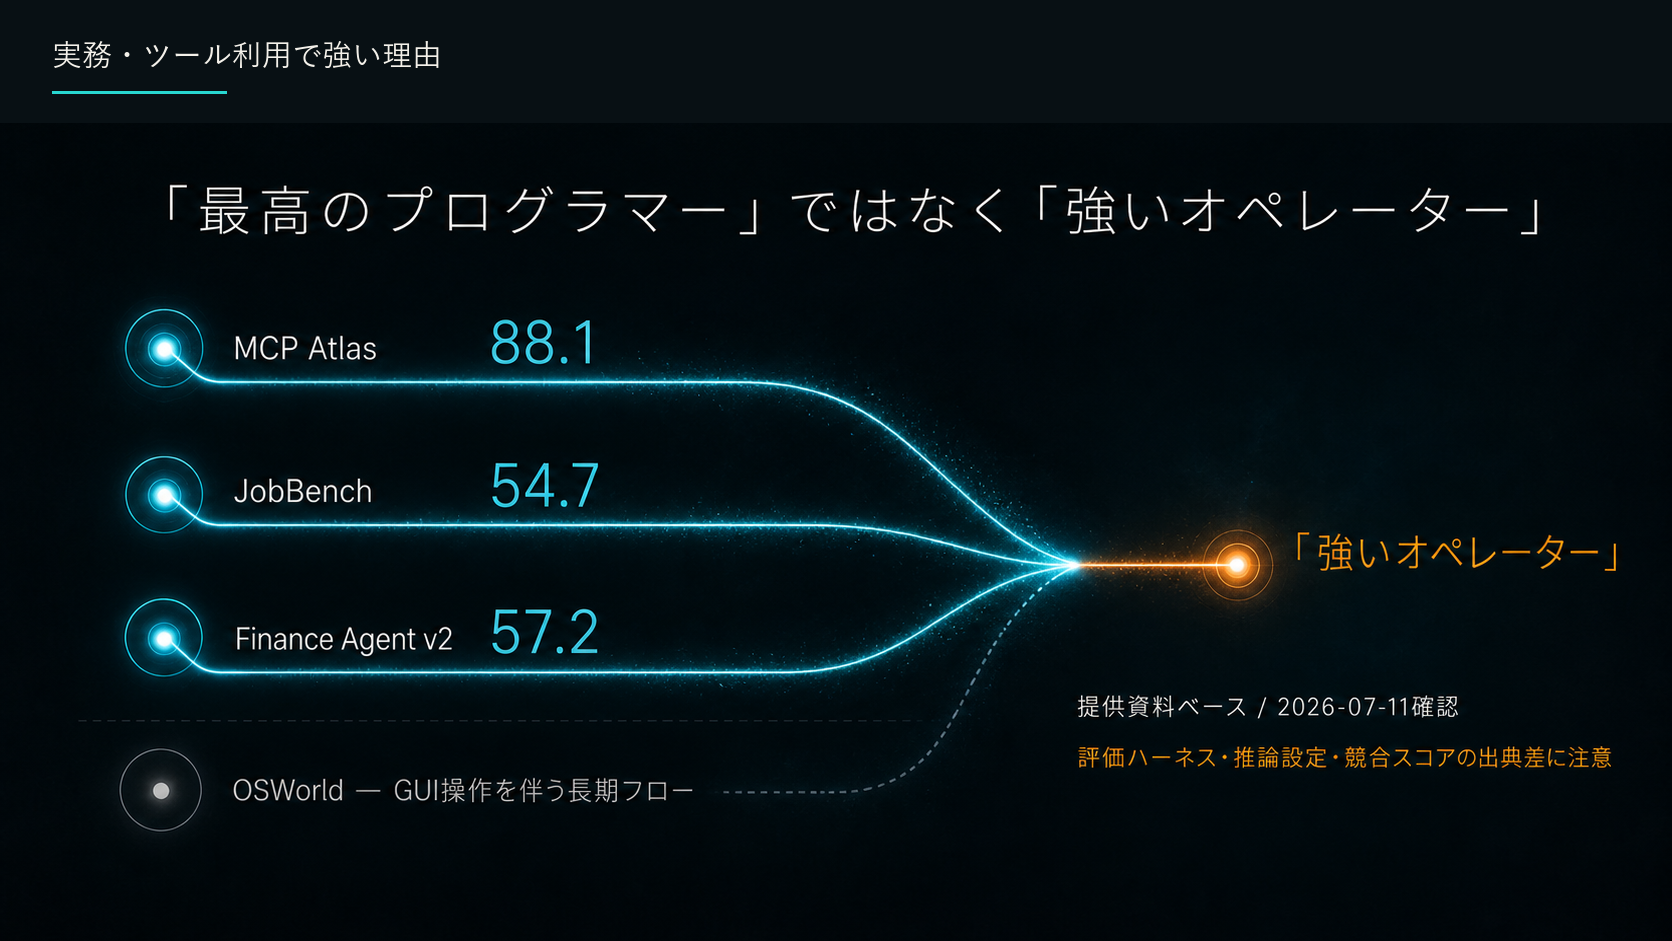 実務・ツール利用で強い理由
「最高のプログラマー」ではなく「強いオペレーター」
MCP Atlas 88.1
JobBench 54.7
Finance Agent v2 57.2
「強いオペレーター」
提供資料ベース / 2026-07-11確認
評価ハーネス・推論設定・競合スコアの出典差に注意
OSWorld — GUI操作を伴う長期フロー